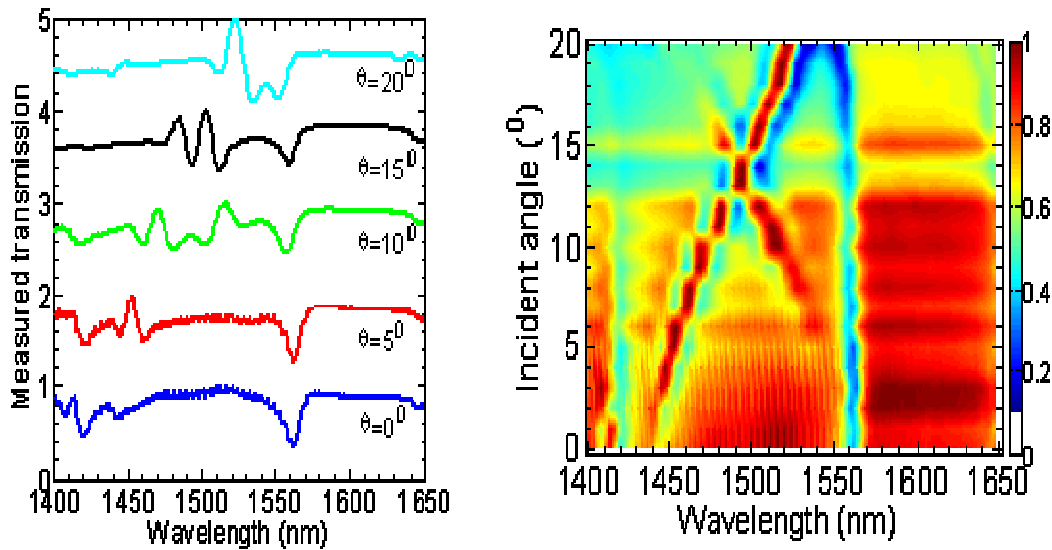 5
4
3
2
1
0
Measured transmission
θ=20⁰
θ=15⁰
θ=10⁰
θ=5⁰
θ=0⁰
1400 1450 1500 1550 1600 1650
Wavelength (nm)
20
15
10
5
0
Incident angle (⁰)
1400 1450 1500 1550 1600 1650
Wavelength (nm)
1
0.8
0.6
0.4
0.2
0